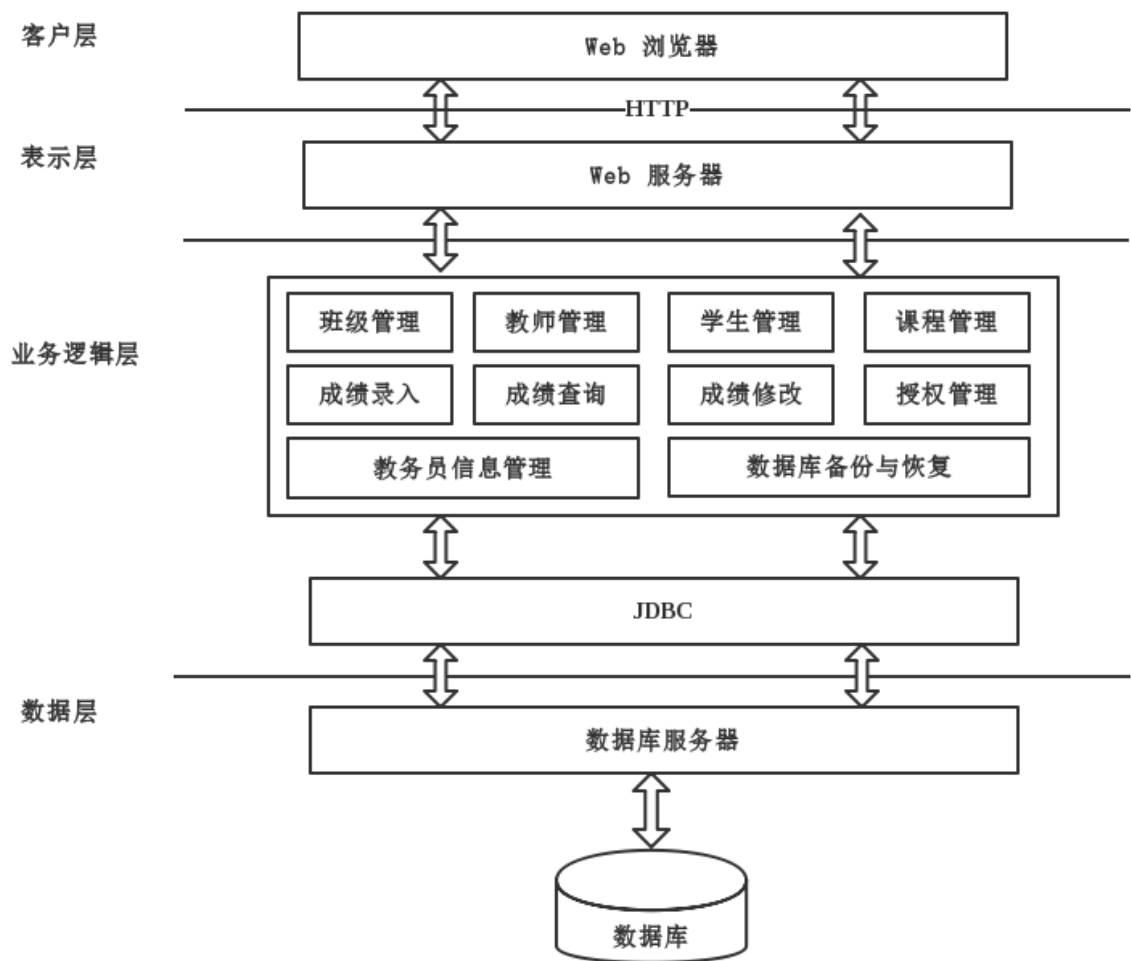 客户层
Web 浏览器
HTTP
表示层
Web 服务器
业务逻辑层
班级管理
教师管理
学生管理
课程管理
成绩录入
成绩查询
成绩修改
授权管理
教务员信息管理
数据库备份与恢复
JDBC
数据层
数据库服务器
数据库